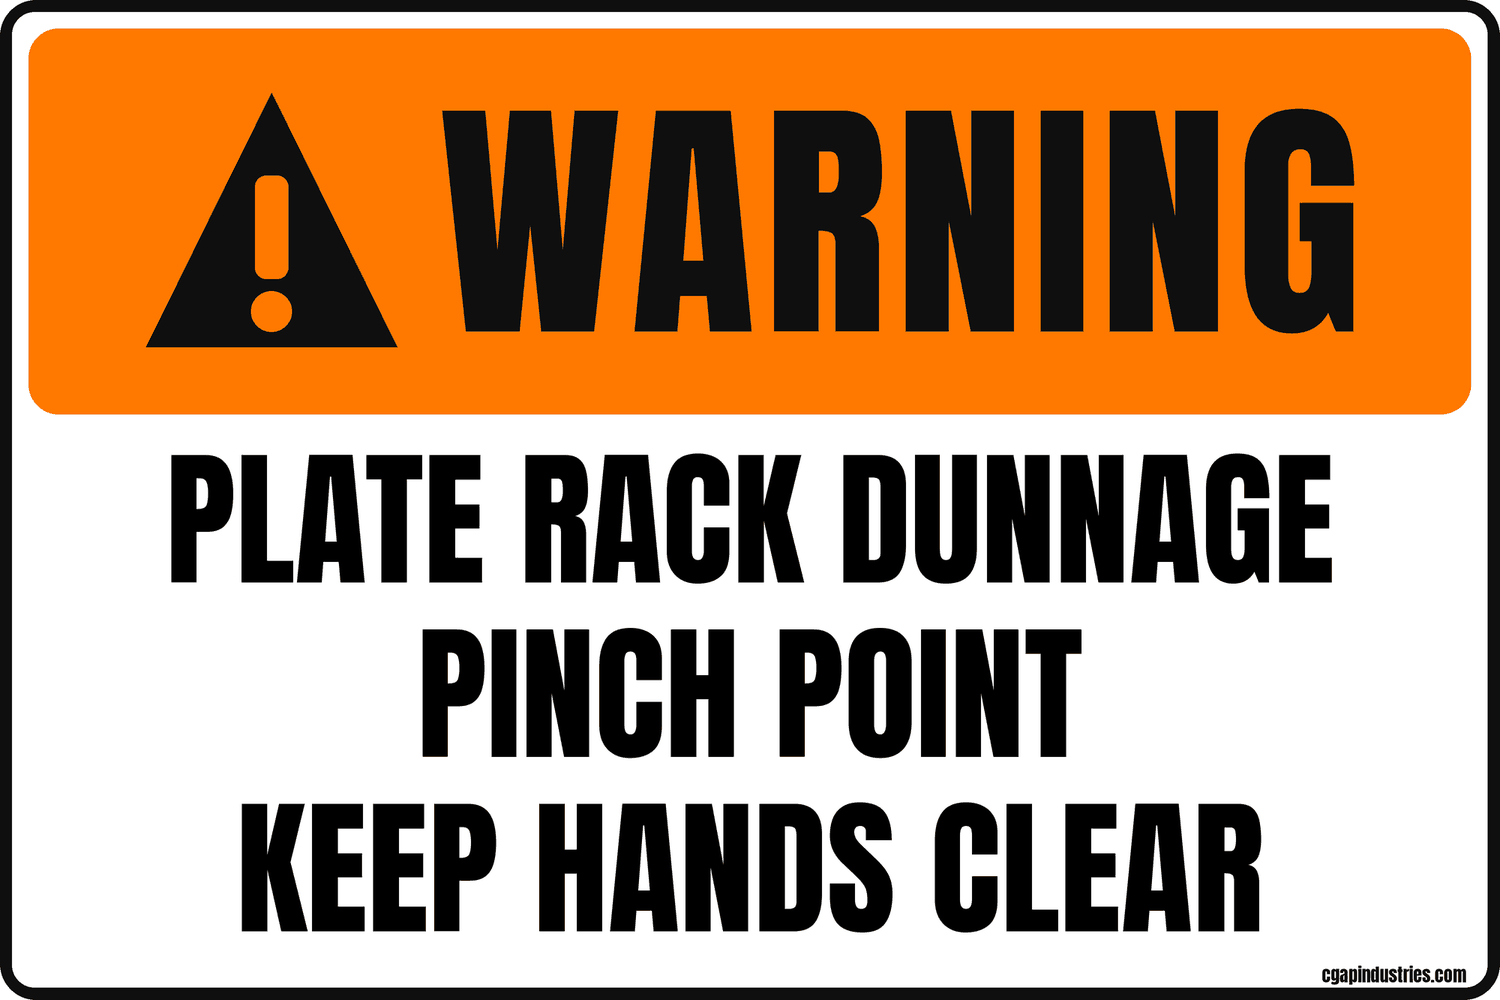 WARNING
PLATE RACK DUNNAGE
PINCH POINT
KEEP HANDS CLEAR
cgapindustries.com